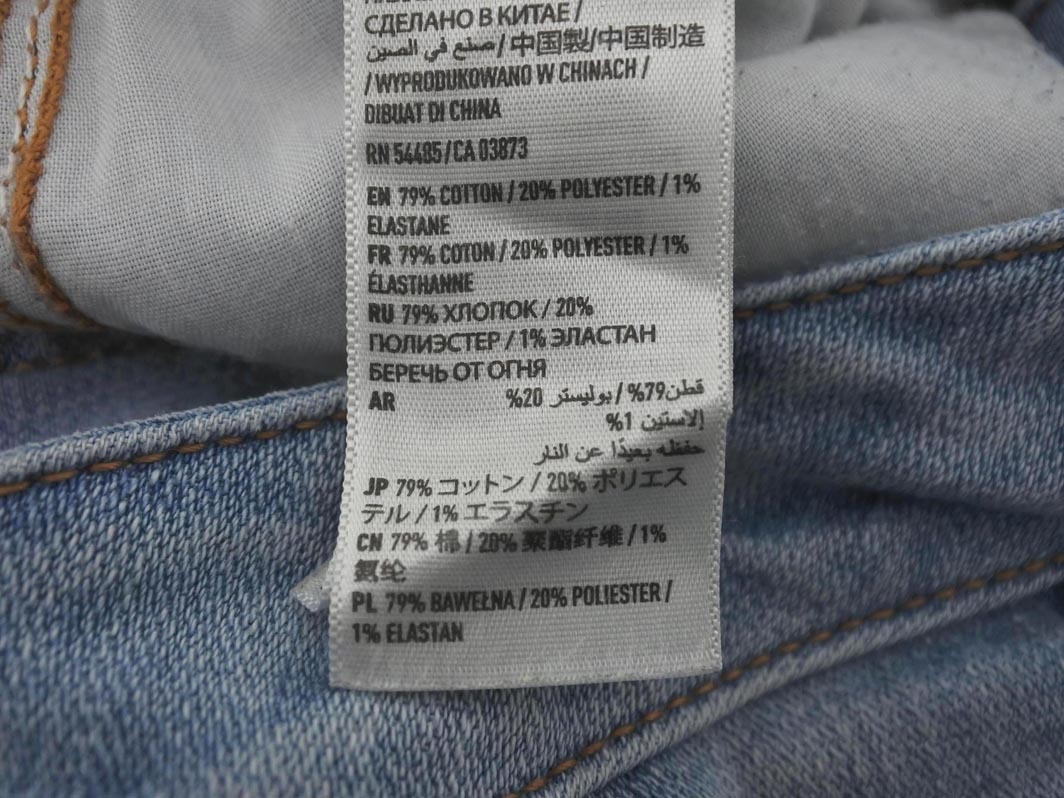 СДЕЛАНО В КИТАЕ /
صنع في الصين / 中国製/中国制造
/ WYPRODUKOWANO W CHINACH /
DIBUAT DI CHINA
RN 54485/CA 03873
EN 79% COTTON / 20% POLYESTER / 1%
ELASTANE
FR 79% COTON / 20% POLYESTER / 1%
ÉLASTHANNE
RU 79% ХЛОПОК / 20%
ПОЛИЭСТЕР / 1% ЭЛАСТАН
БЕРЕЧЬ ОТ ОГНЯ
AR قطن79% / بوليستر 20%
إلاستين 1%
حفظه بعيدًا عن النار
JP 79% コットン / 20% ポリエス
テル / 1% エラスチン
CN 79% 棉 / 20% 聚酯纤维 / 1%
氨纶
PL 79% BAWEŁNA / 20% POLIESTER /
1% ELASTAN